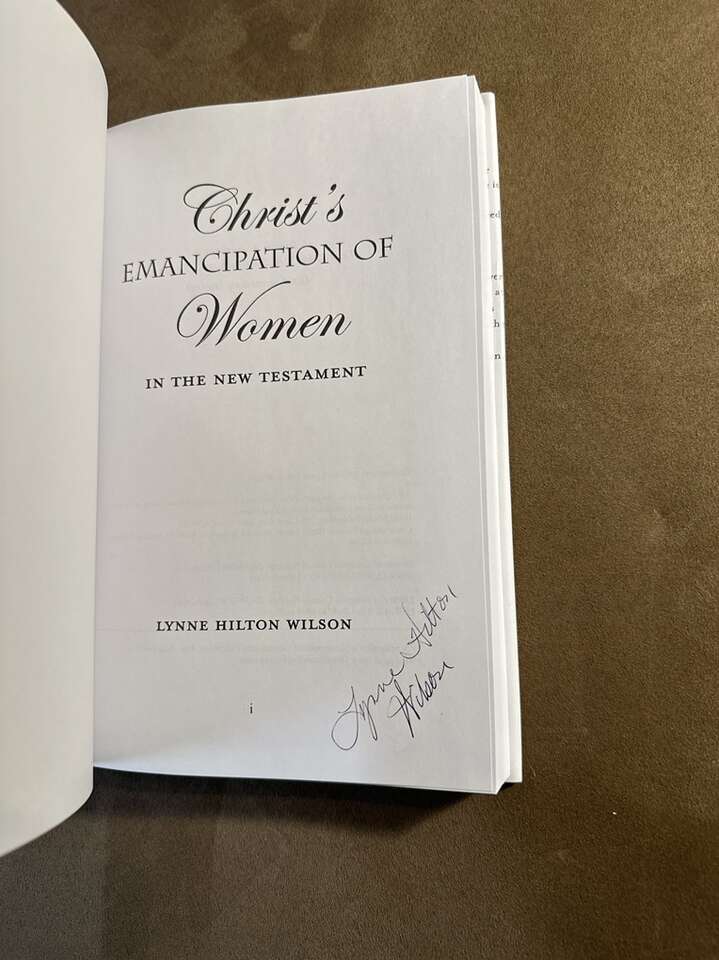 Christ's
EMANCIPATION OF
Women
IN THE NEW TESTAMENT
LYNNE HILTON WILSON
i
Lynne Hilton
Wilson